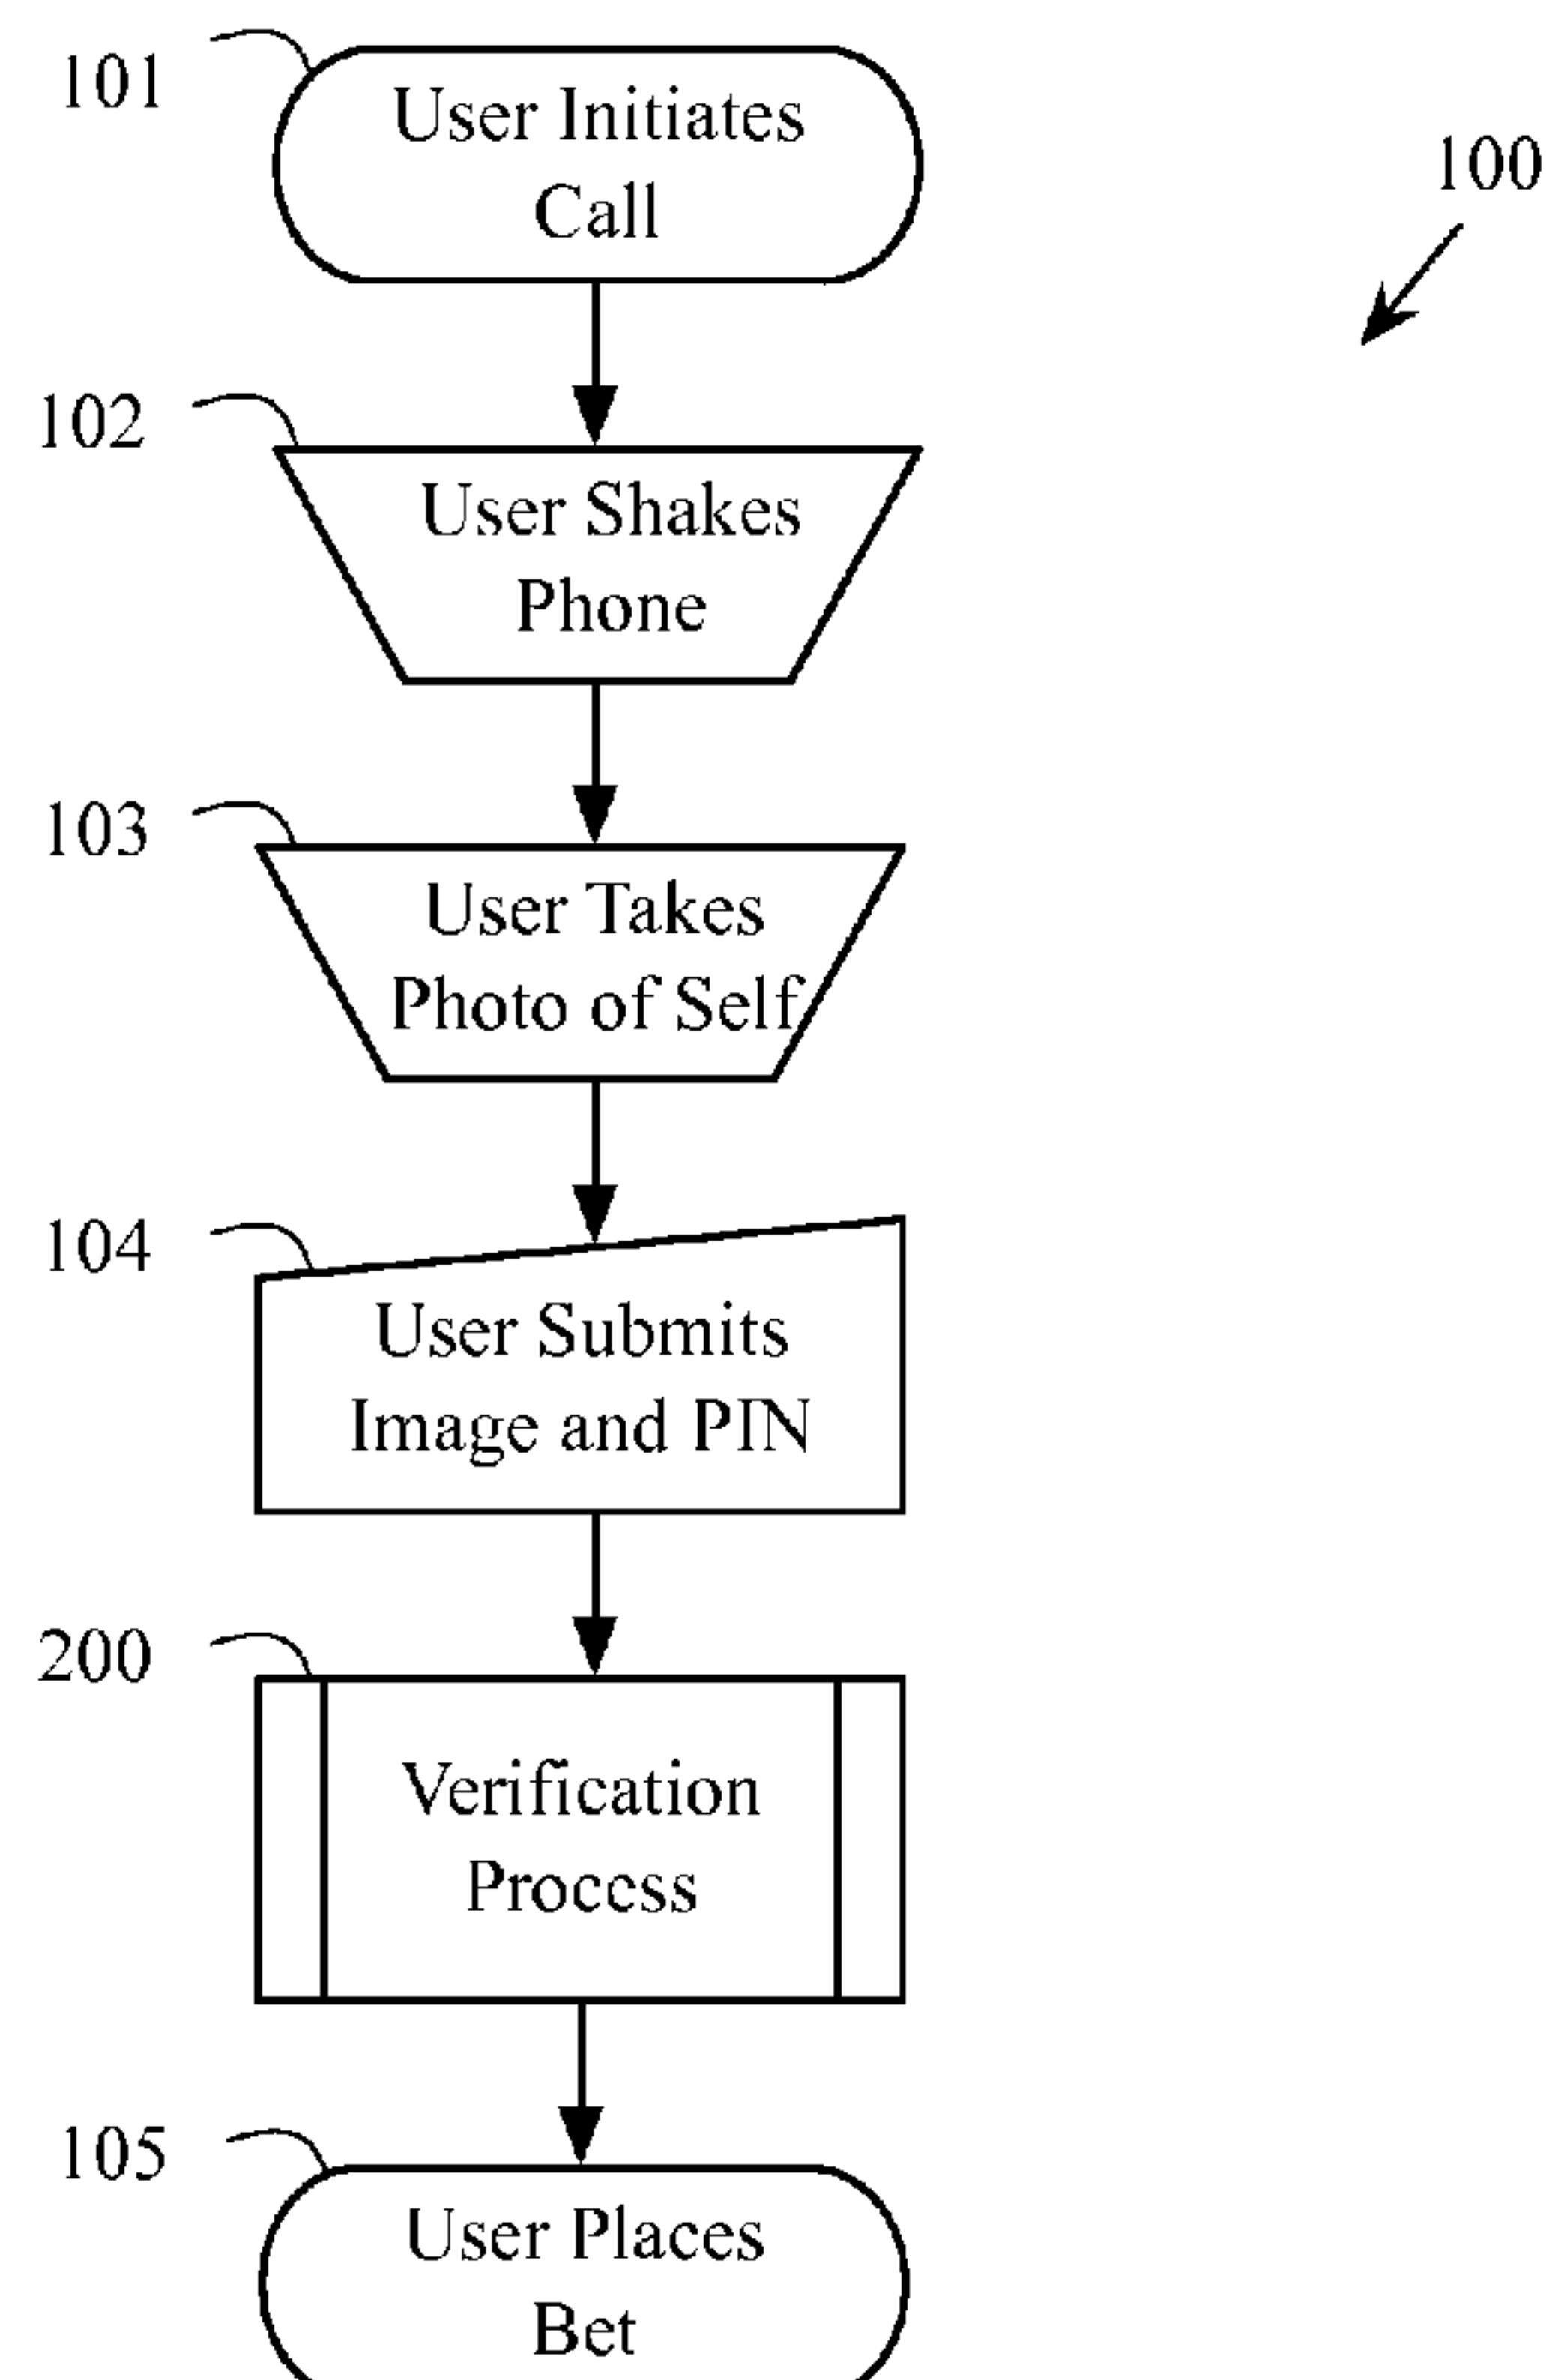 101
User Initiates
Call
100
102
User Shakes
Phone
103
User Takes
Photo of Self
104
User Submits
Image and PIN
200
Verification
Process
105
User Places
Bet